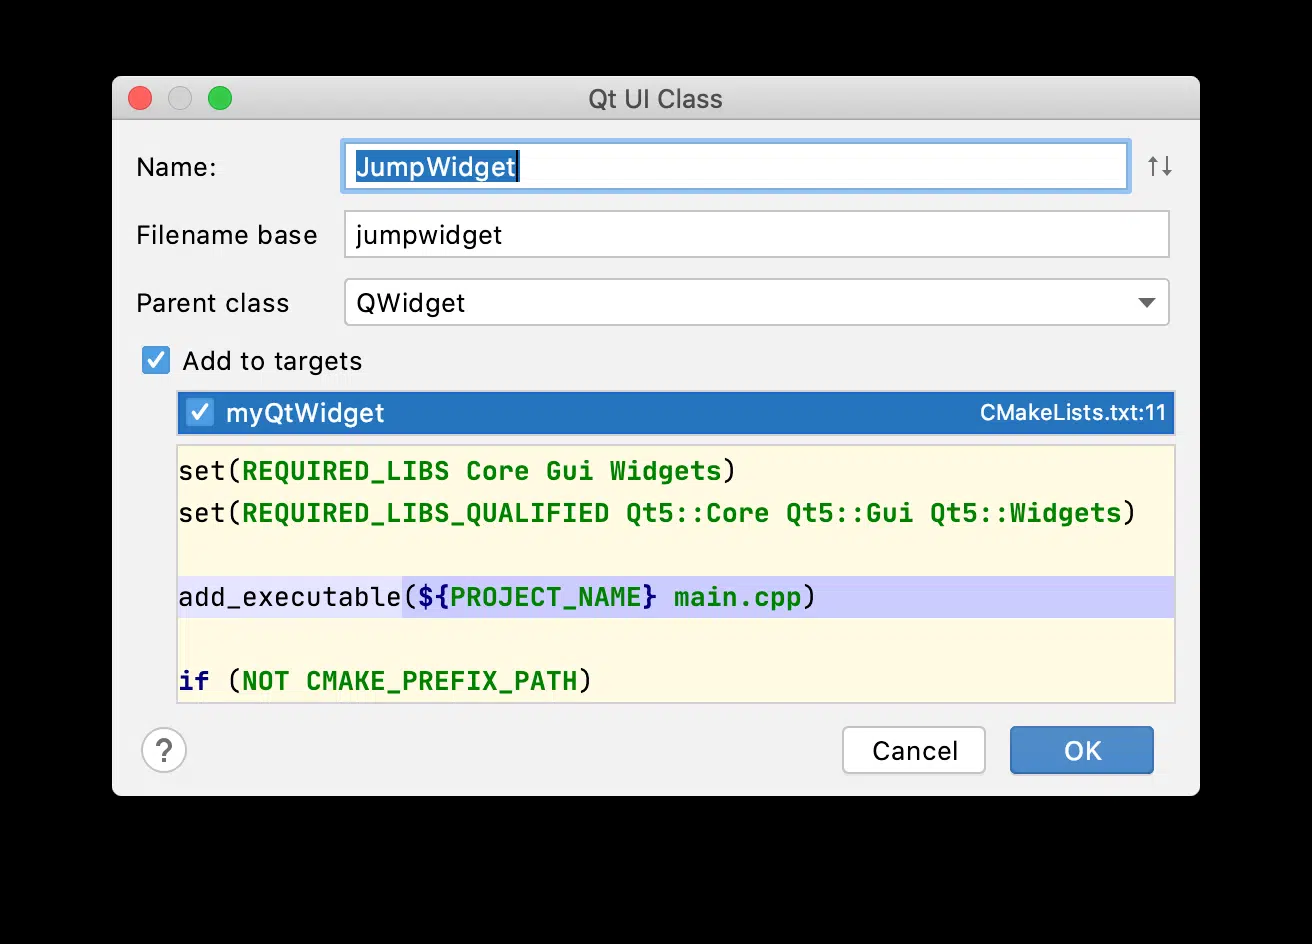 Qt UI Class
Name: JumpWidget ↑↓
Filename base jumpwidget
Parent class QWidget
Add to targets
myQtWidget CMakeLists.txt:11
set(REQUIRED_LIBS Core Gui Widgets)
set(REQUIRED_LIBS_QUALIFIED Qt5::Core Qt5::Gui Qt5::Widgets)
add_executable(${PROJECT_NAME} main.cpp)
if (NOT CMAKE_PREFIX_PATH)
? Cancel OK